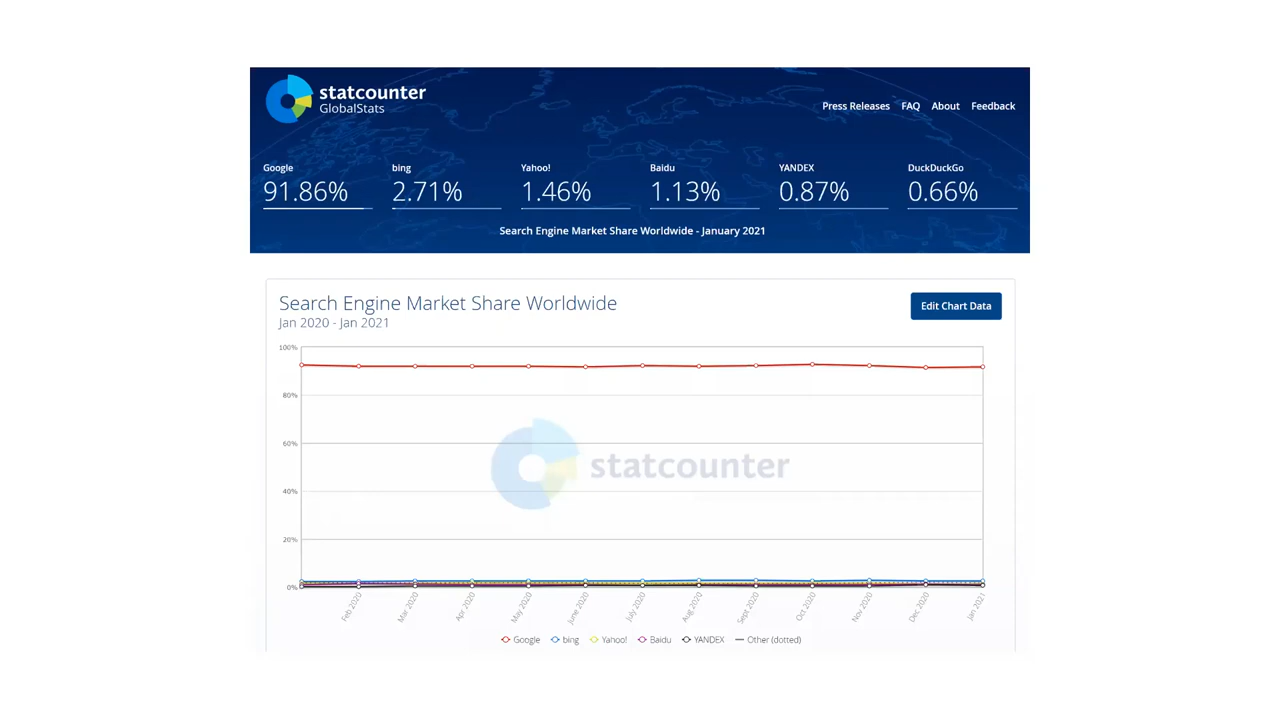 statcounter
GlobalStats
Press Releases FAQ About Feedback
Google bing Yahoo! Baidu YANDEX DuckDuckGo
91.86% 2.71% 1.46% 1.13% 0.87% 0.66%
Search Engine Market Share Worldwide - January 2021
Search Engine Market Share Worldwide
Jan 2020 - Jan 2021
Edit Chart Data
100%
80%
60%
statcounter
40%
20%
0%
Feb 2020 Mar 2020 Apr 2020 May 2020 June 2020 July 2020 Aug 2020 Sept 2020 Oct 2020 Nov 2020 Dec 2020 Jan 2021
Google bing Yahoo! Baidu YANDEX Other (dotted)